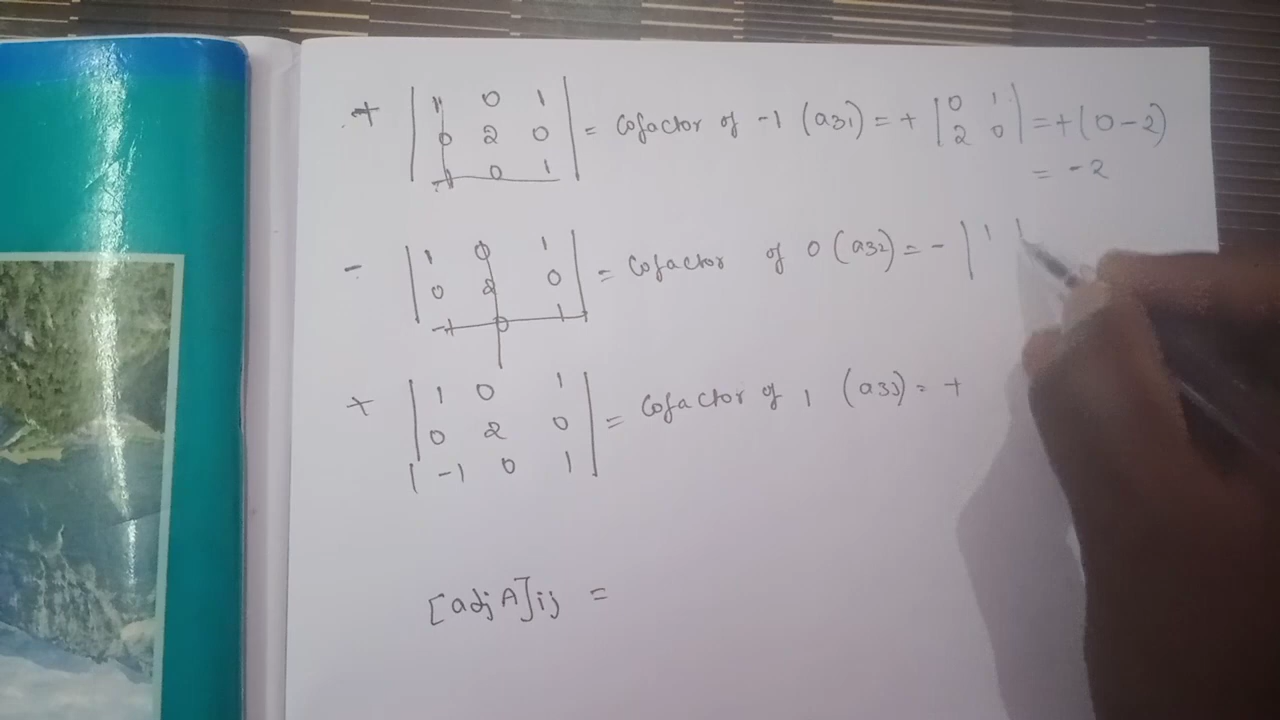 + | 1 0 1 | = Cofactor of -1 (a31) = + | 0 1 | = +(0-2)
| 0 2 0 | | 2 0 |
| -1 0 1 | = -2
- | 1 0 1 | = Cofactor of 0 (a32) = - | 1 |
| 0 2 0 |
| -1 0 1 |
+ | 1 0 1 | = Cofactor of 1 (a33) = +
| 0 2 0 |
| -1 0 1 |
[adj A]ij =